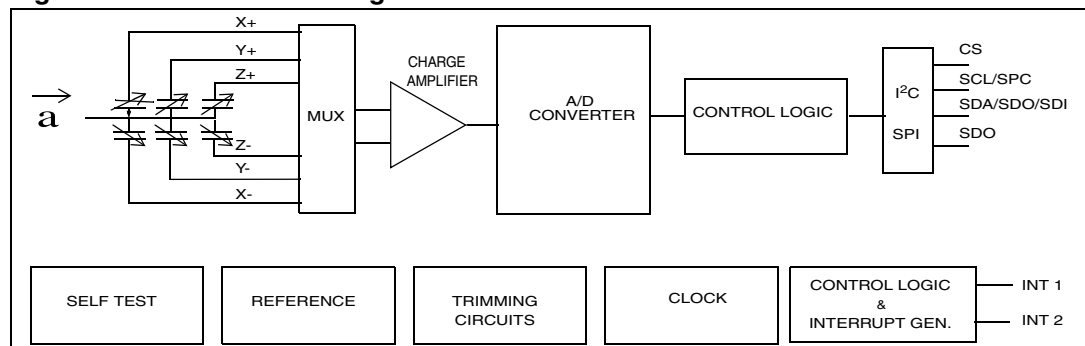 X+
Y+
Z+
CHARGE
AMPLIFIER
CS
a
MUX
A/D
CONVERTER
CONTROL LOGIC
I²C
SPI
SCL/SPC
SDA/SDO/SDI
SDO
Z-
Y-
X-
SELF TEST
REFERENCE
TRIMMING
CIRCUITS
CLOCK
CONTROL LOGIC
&
INTERRUPT GEN.
INT 1
INT 2